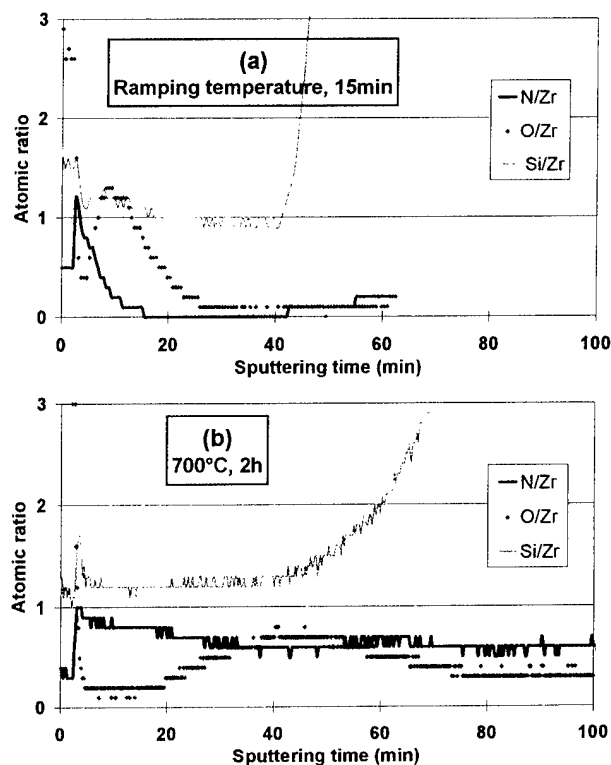 3
(a)
Ramping temperature, 15min
N/Zr
O/Zr
Si/Zr
2
1
0
Atomic ratio
0 20 40 60 80 100
Sputtering time (min)
3
(b)
700°C, 2h
N/Zr
O/Zr
Si/Zr
2
1
0
Atomic ratio
0 20 40 60 80 100
Sputtering time (min)